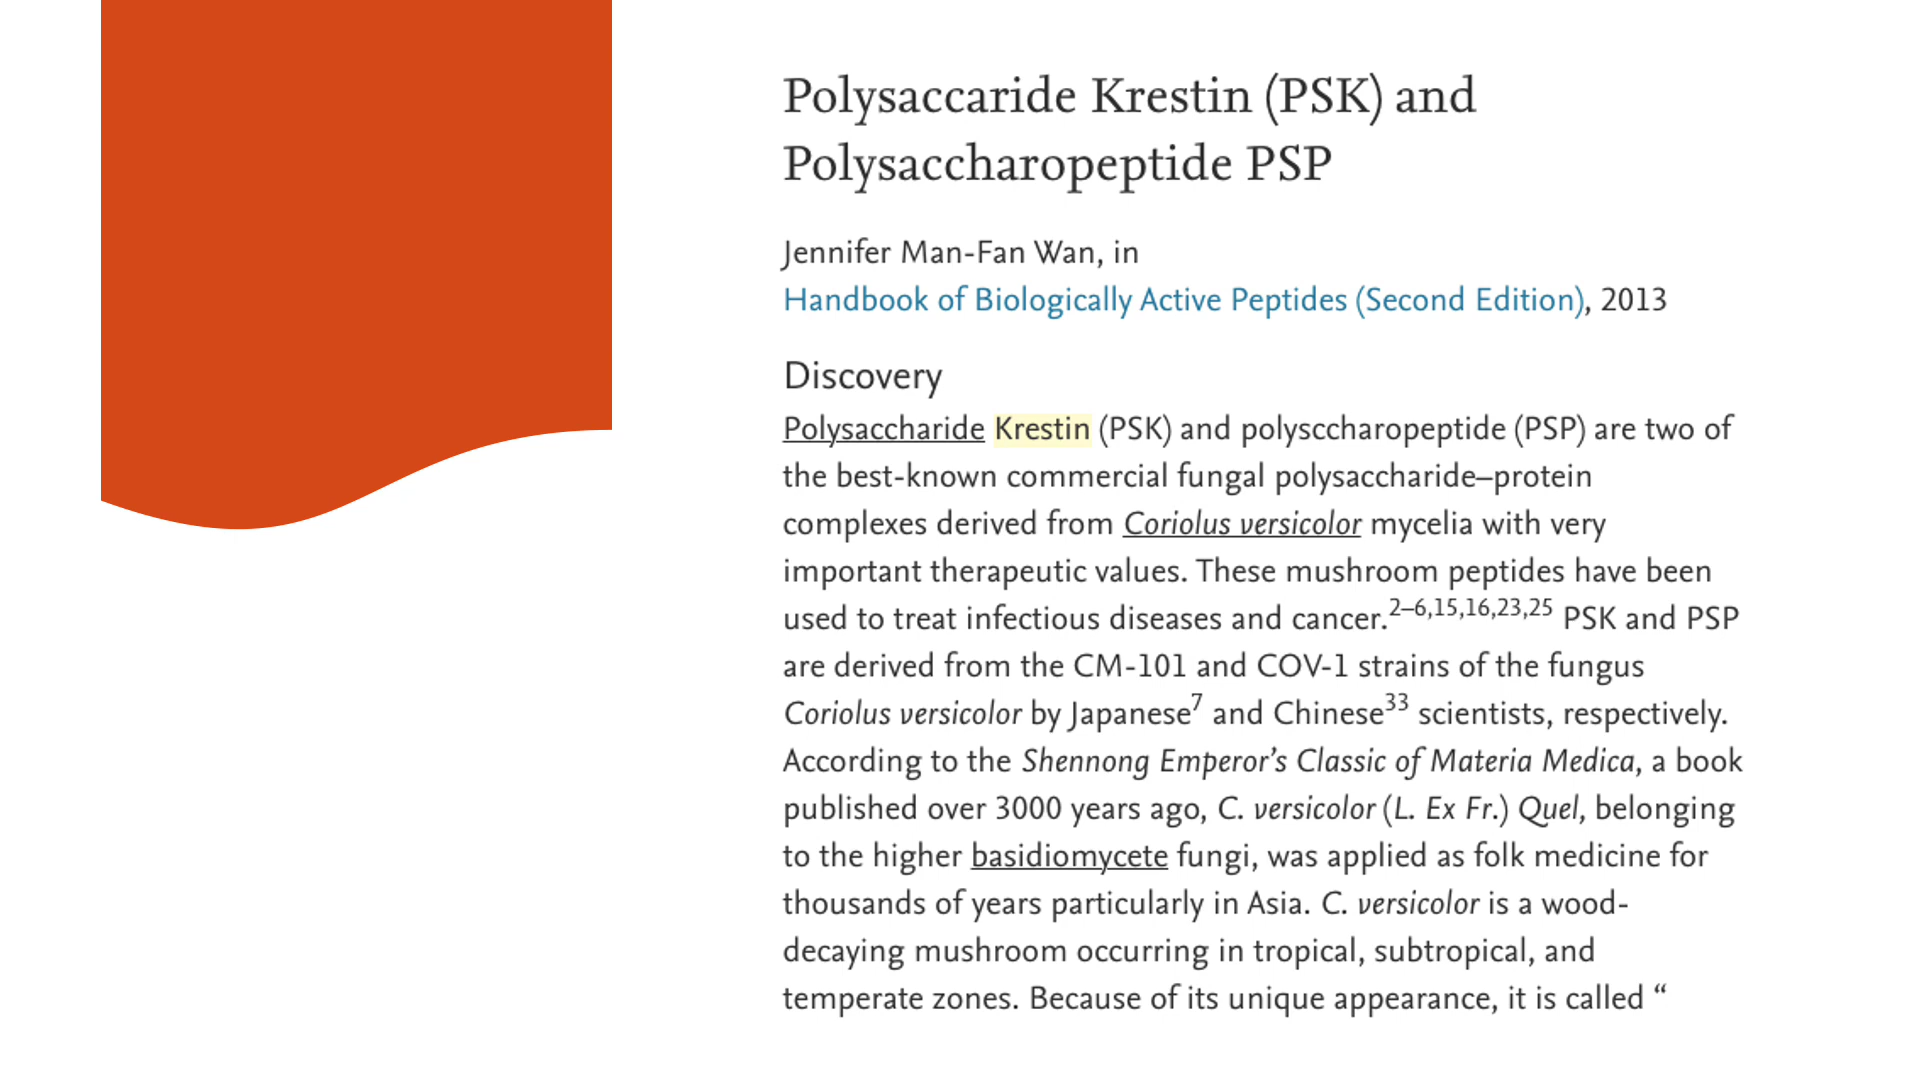 Polysaccaride Krestin (PSK) and
Polysaccharopeptide PSP
Jennifer Man-Fan Wan, in
Handbook of Biologically Active Peptides (Second Edition), 2013
Discovery
Polysaccharide Krestin (PSK) and polysccharopeptide (PSP) are two of
the best-known commercial fungal polysaccharide–protein
complexes derived from Coriolus versicolor mycelia with very
important therapeutic values. These mushroom peptides have been
used to treat infectious diseases and cancer.2–6,15,16,23,25 PSK and PSP
are derived from the CM-101 and COV-1 strains of the fungus
Coriolus versicolor by Japanese7 and Chinese33 scientists, respectively.
According to the Shennong Emperor’s Classic of Materia Medica, a book
published over 3000 years ago, C. versicolor (L. Ex Fr.) Quel, belonging
to the higher basidiomycete fungi, was applied as folk medicine for
thousands of years particularly in Asia. C. versicolor is a wood-
decaying mushroom occurring in tropical, subtropical, and
temperate zones. Because of its unique appearance, it is called “